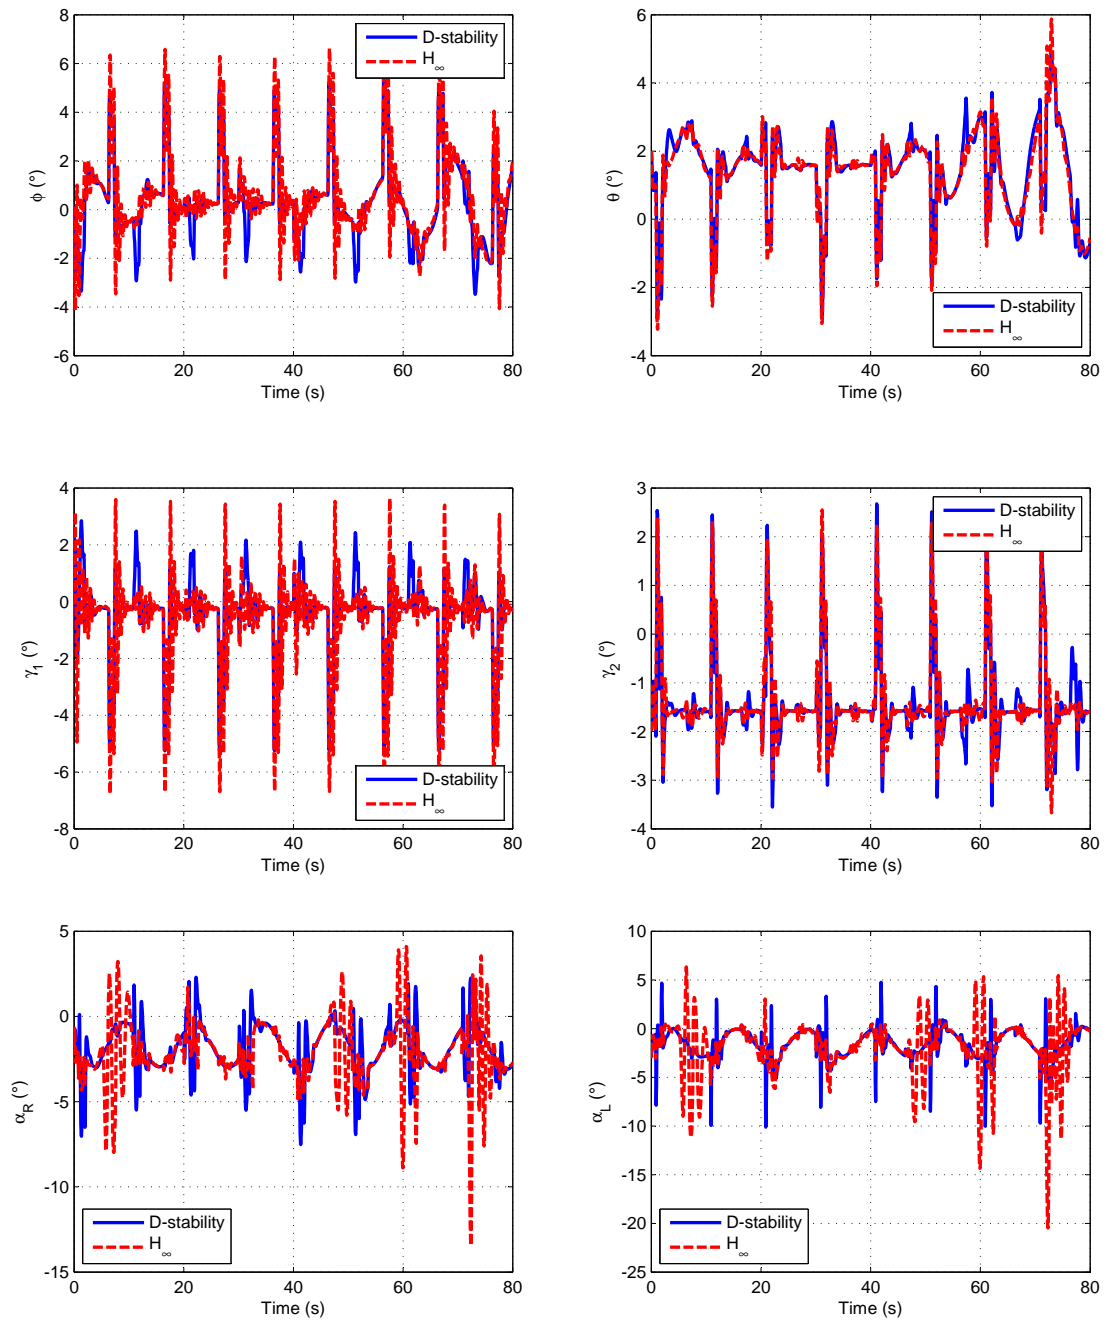 8
6
4
2
0
-2
-4
-6
0 20 40 60 80
Time (s)
ϕ (°)
D-stability
H∞
6
4
2
0
-2
-4
0 20 40 60 80
Time (s)
θ (°)
D-stability
H∞
4
2
0
-2
-4
-6
-8
0 20 40 60 80
Time (s)
γ1 (°)
D-stability
H∞
3
2
1
0
-1
-2
-3
-4
0 20 40 60 80
Time (s)
γ2 (°)
D-stability
H∞
5
0
-5
-10
-15
0 20 40 60 80
Time (s)
αR (°)
D-stability
H∞
10
5
0
-5
-10
-15
-20
-25
0 20 40 60 80
Time (s)
αL (°)
D-stability
H∞